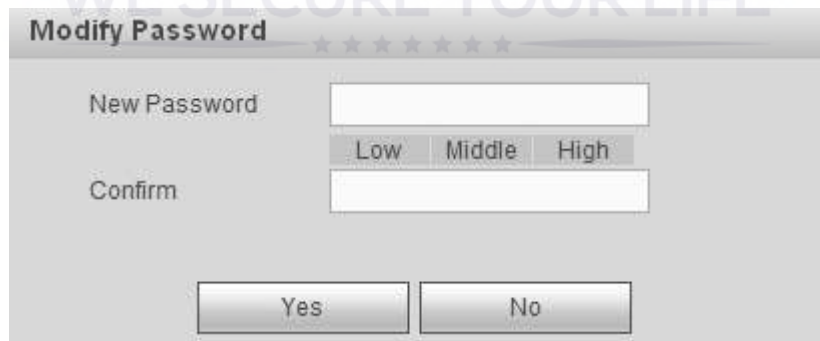 WE SECURE YOUR LIFE
Modify Password
New Password
Low Middle High
Confirm
Yes No